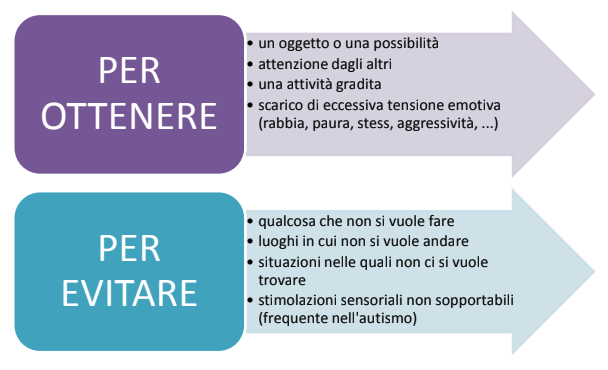 PER
OTTENERE
• un oggetto o una possibilità
• attenzione dagli altri
• una attività gradita
• scarico di eccessiva tensione emotiva
(rabbia, paura, stess, aggressività, ...)
PER
EVITARE
• qualcosa che non si vuole fare
• luoghi in cui non si vuole andare
• situazioni nelle quali non ci si vuole
trovare
• stimolazioni sensoriali non sopportabili
(frequente nell'autismo)